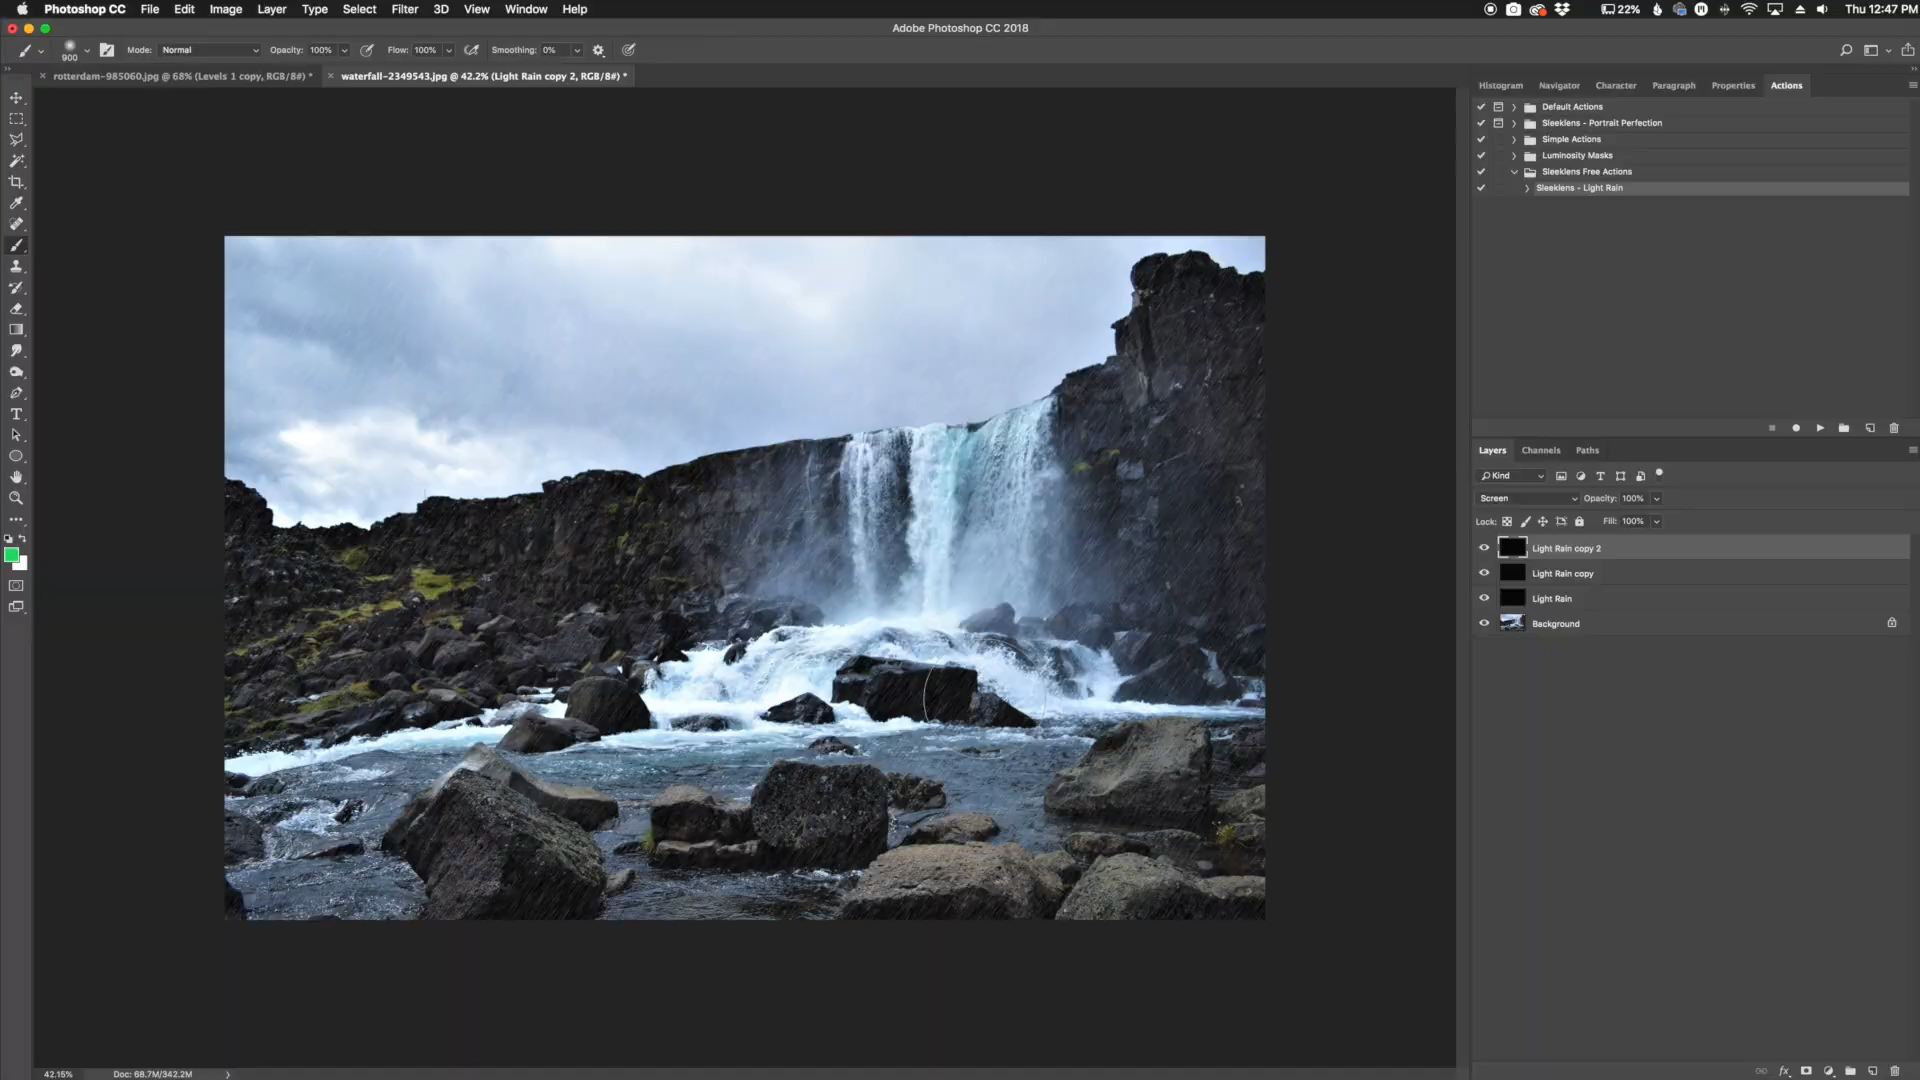 Photoshop CC File Edit Image Layer Type Select Filter 3D View Window Help 22% Thu 12:47 PM
Adobe Photoshop CC 2018
900 Mode: Normal Opacity: 100% Flow: 100% Smoothing: 0%
rotterdam-985060.jpg @ 68% (Levels 1 copy, RGB/8#) * waterfall-2349543.jpg @ 42.2% (Light Rain copy 2, RGB/8#) *
Histogram Navigator Character Paragraph Properties Actions
Default Actions
Sleeklens - Portrait Perfection
Simple Actions
Luminosity Masks
Sleeklens Free Actions
Sleeklens - Light Rain
Layers Channels Paths
Kind
Screen Opacity: 100%
Lock: Fill: 100%
Light Rain copy 2
Light Rain copy
Light Rain
Background
42.15% Doc: 68.7M/342.2M